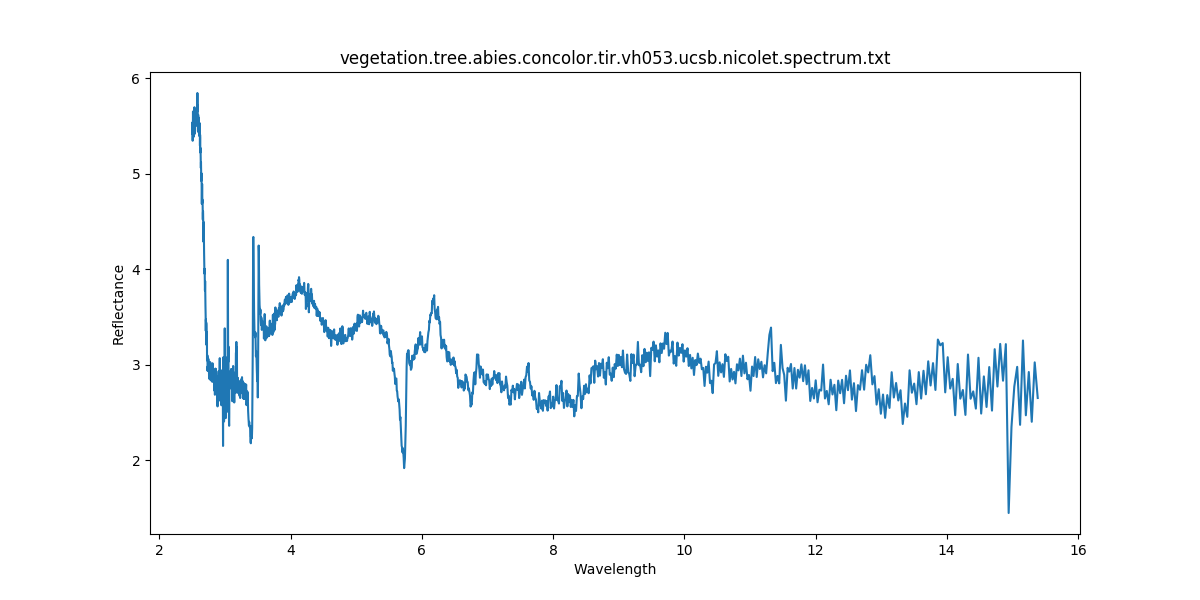 vegetation.tree.abies.concolor.tir.vh053.ucsb.nicolet.spectrum.txt
6
5
4
3
2
Reflectance
2 4 6 8 10 12 14 16
Wavelength